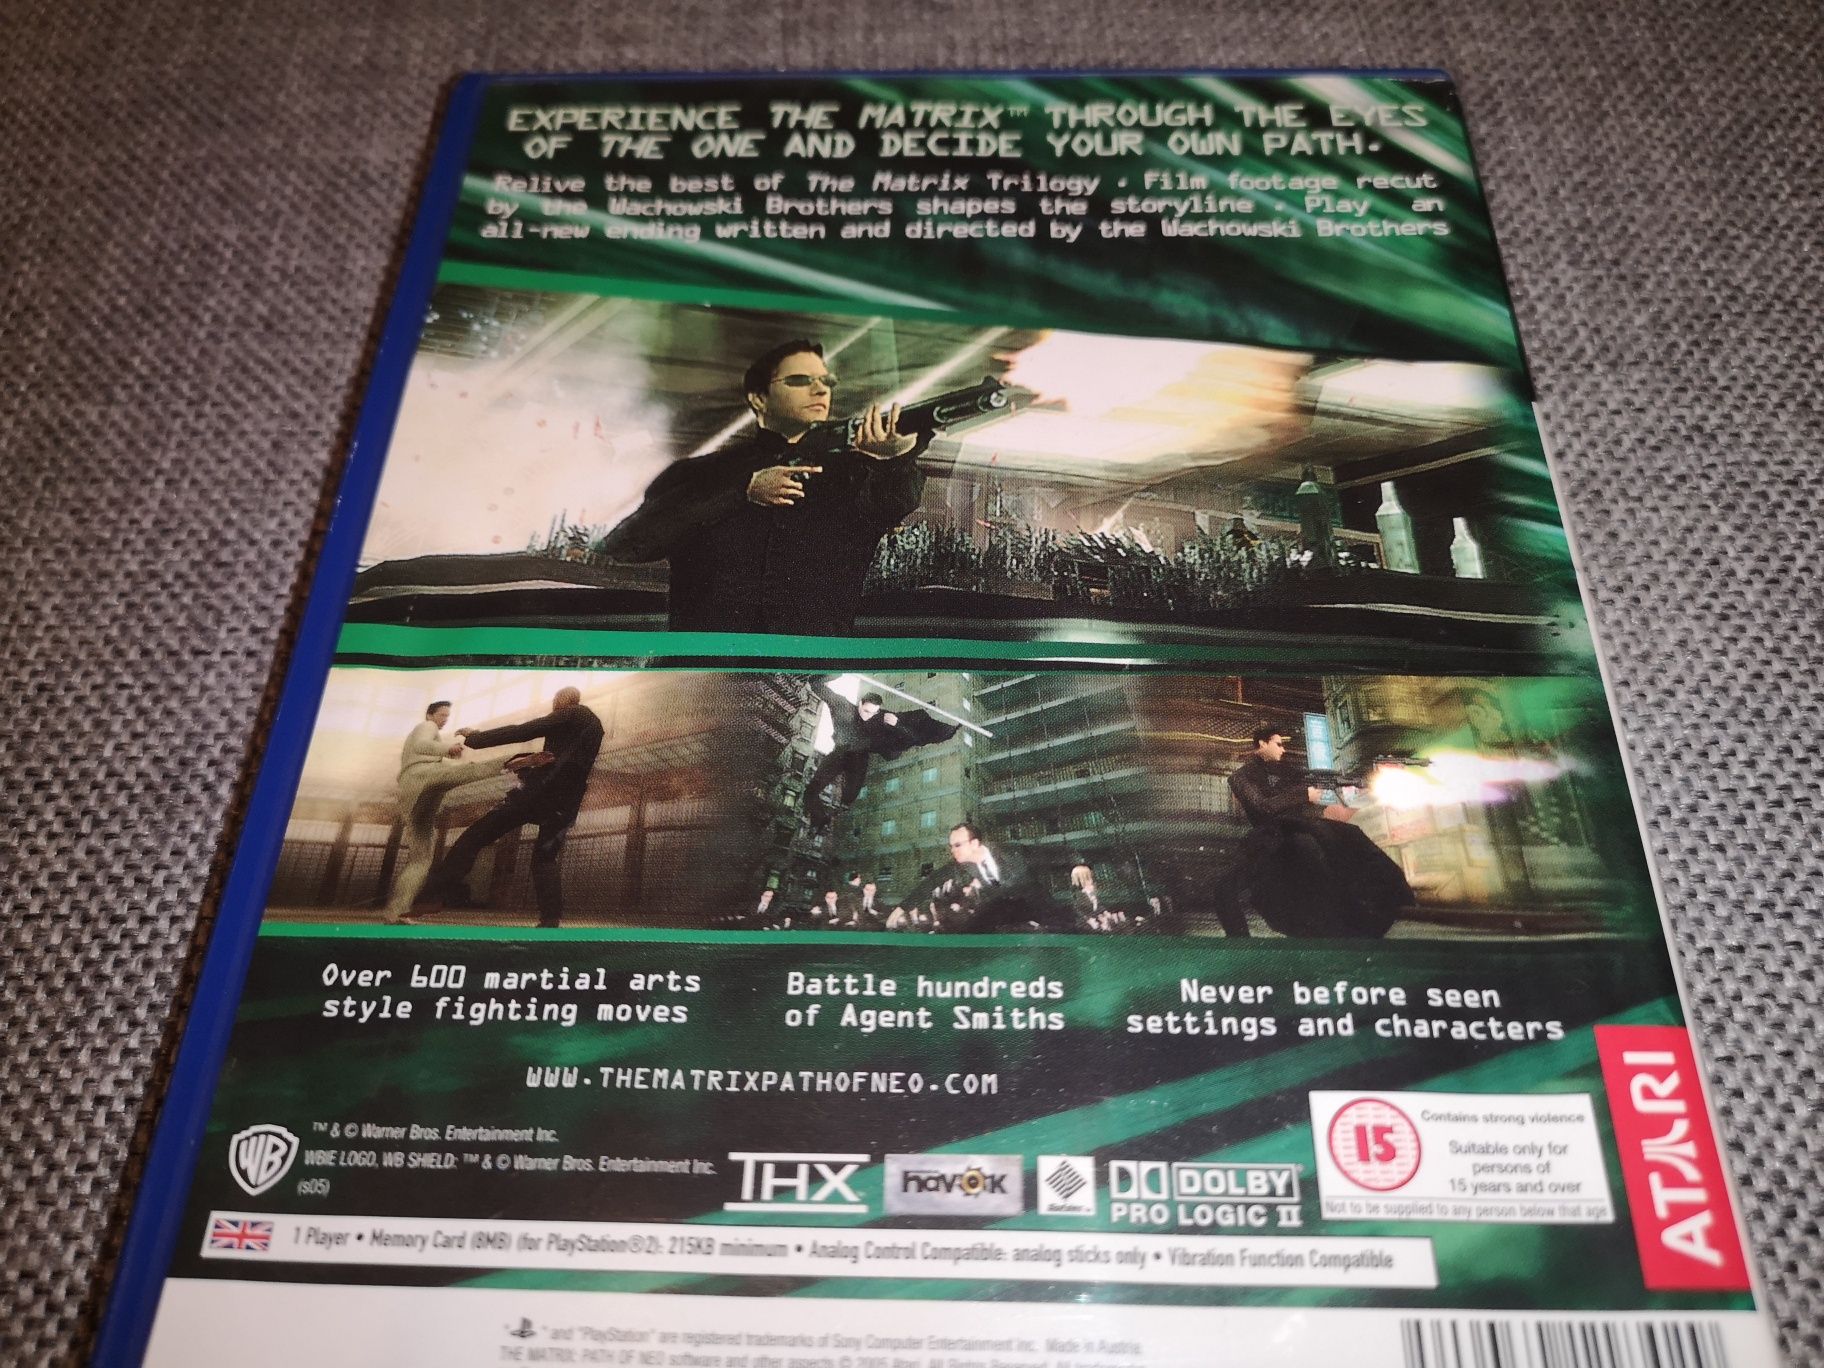 EXPERIENCE THE MATRIX™ THROUGH THE EYES
OF THE ONE AND DECIDE YOUR OWN PATH.
Relive the best of The Matrix Trilogy • Film footage recut
by the Wachowski Brothers shapes the storyline • Play an
all-new ending written and directed by the Wachowski Brothers
Over 600 martial arts
style fighting moves
Battle hundreds
of Agent Smiths
Never before seen
settings and characters
WWW.THEMATRIXPATHOFNEO.COM
WB
™ & © Warner Bros. Entertainment Inc.
WBIE LOGO, WB SHIELD: ™ & © Warner Bros. Entertainment Inc.
(s05)
THX
havok
DOLBY
PRO LOGIC II
15
Contains strong violence
Suitable only for
persons of
15 years and over
Not to be supplied to any person below that age
ATARI
1 Player • Memory Card (8MB) (for PlayStation®2): 215KB minimum • Analog Control Compatible: analog sticks only • Vibration Function Compatible
" " and "PlayStation" are registered trademarks of Sony Computer Entertainment Inc. Made in Austria.
THE MATRIX: PATH OF NEO software and other aspects © 2005 Atari. All Rights Reserved. All